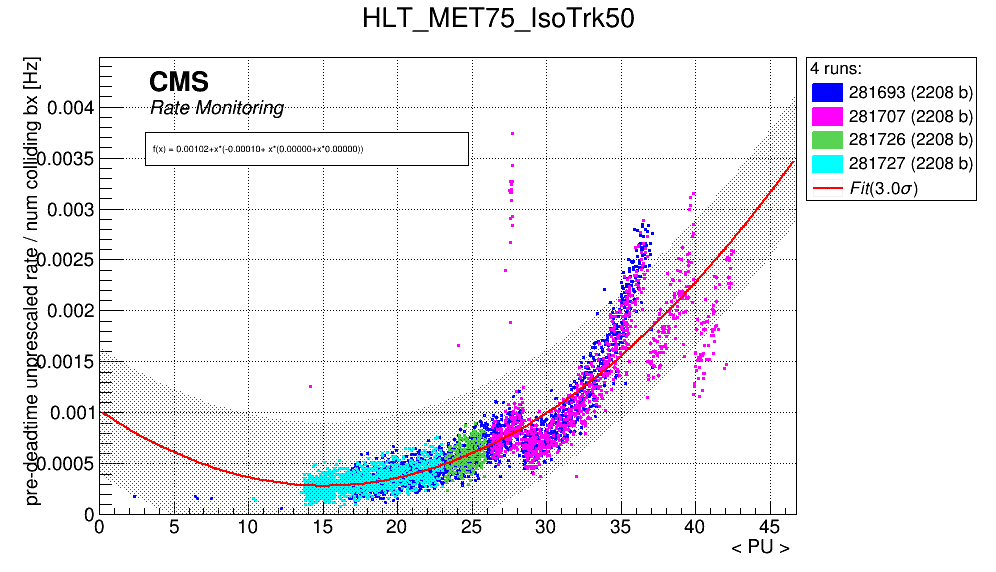 HLT_MET75_IsoTrk50
pre-deadtime unprescaled rate / num colliding bx [Hz]
CMS
Rate Monitoring
f(x) = 0.00102+x*(-0.00010+ x*(0.00000+x*0.00000))
0.004
0.0035
0.003
0.0025
0.002
0.0015
0.001
0.0005
0
0 5 10 15 20 25 30 35 40 45
< PU >
4 runs:
281693 (2208 b)
281707 (2208 b)
281726 (2208 b)
281727 (2208 b)
Fit(3.0σ)